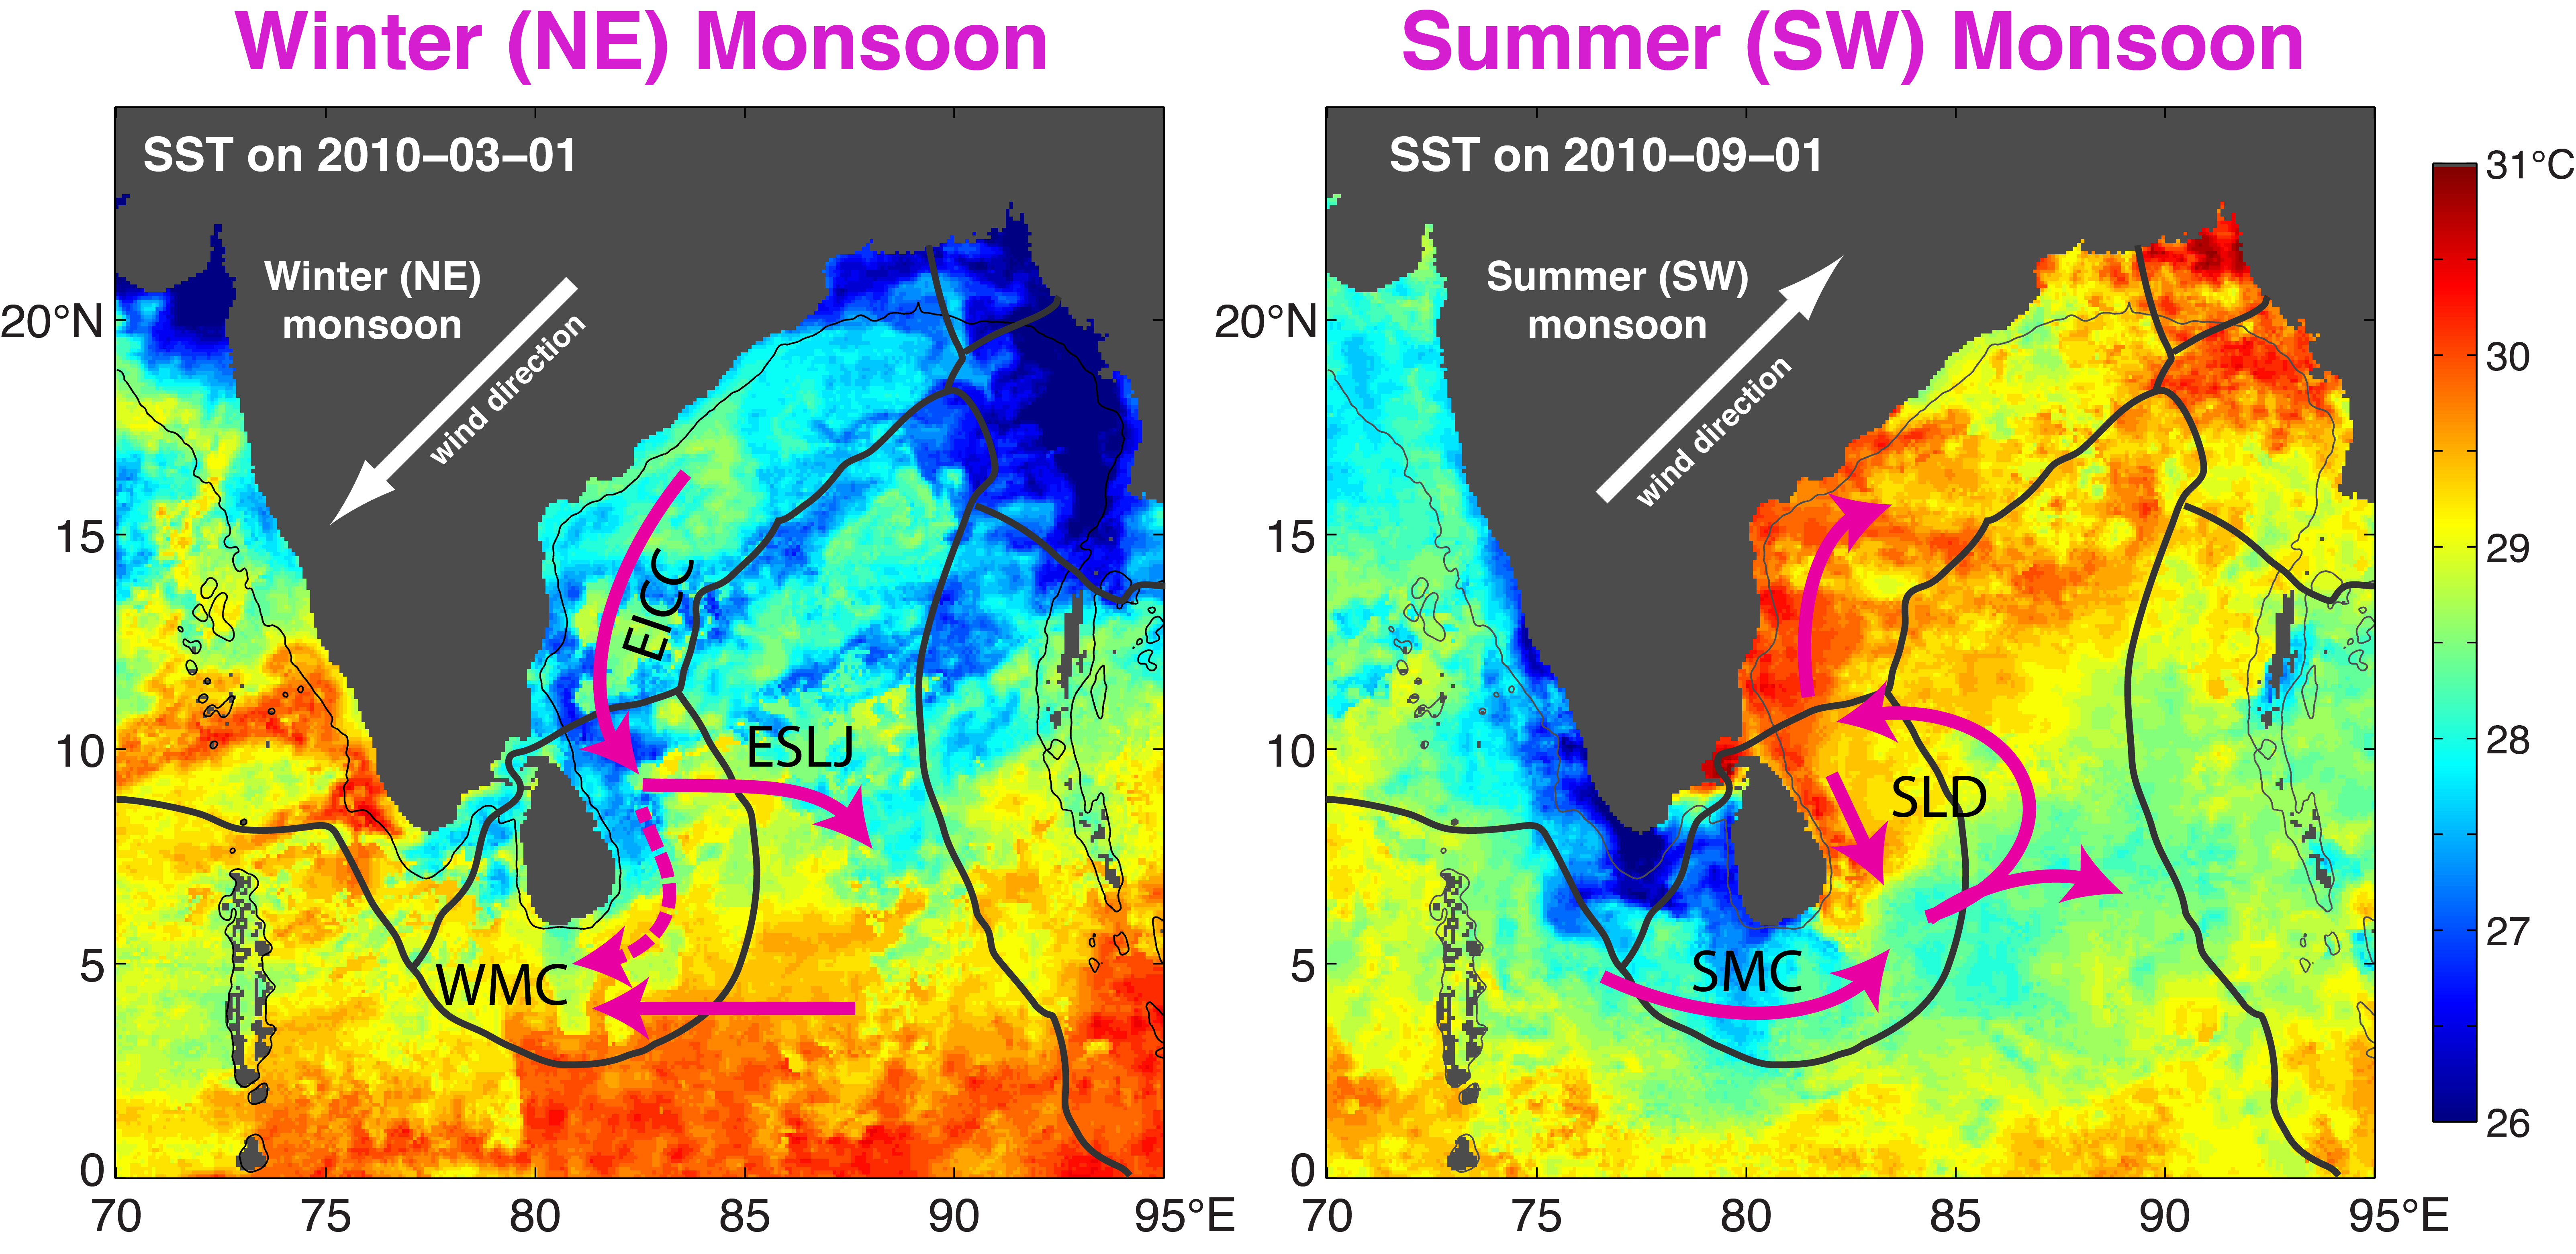 Winter (NE) Monsoon
SST on 2010–03–01
Winter (NE)
monsoon
wind direction
EICC
ESLJ
WMC
20°N
15
10
5
0
70
75
80
85
90
95°E
Summer (SW) Monsoon
SST on 2010–09–01
Summer (SW)
monsoon
wind direction
SLD
SMC
20°N
15
10
5
0
70
75
80
85
90
95°E
31°C
30
29
28
27
26